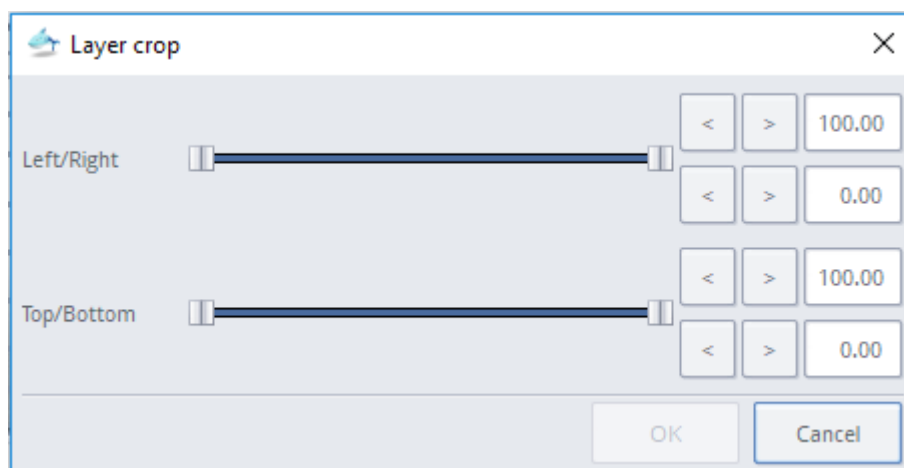 Layer crop
Left/Right
< > 100.00
< > 0.00
Top/Bottom
< > 100.00
< > 0.00
OK Cancel